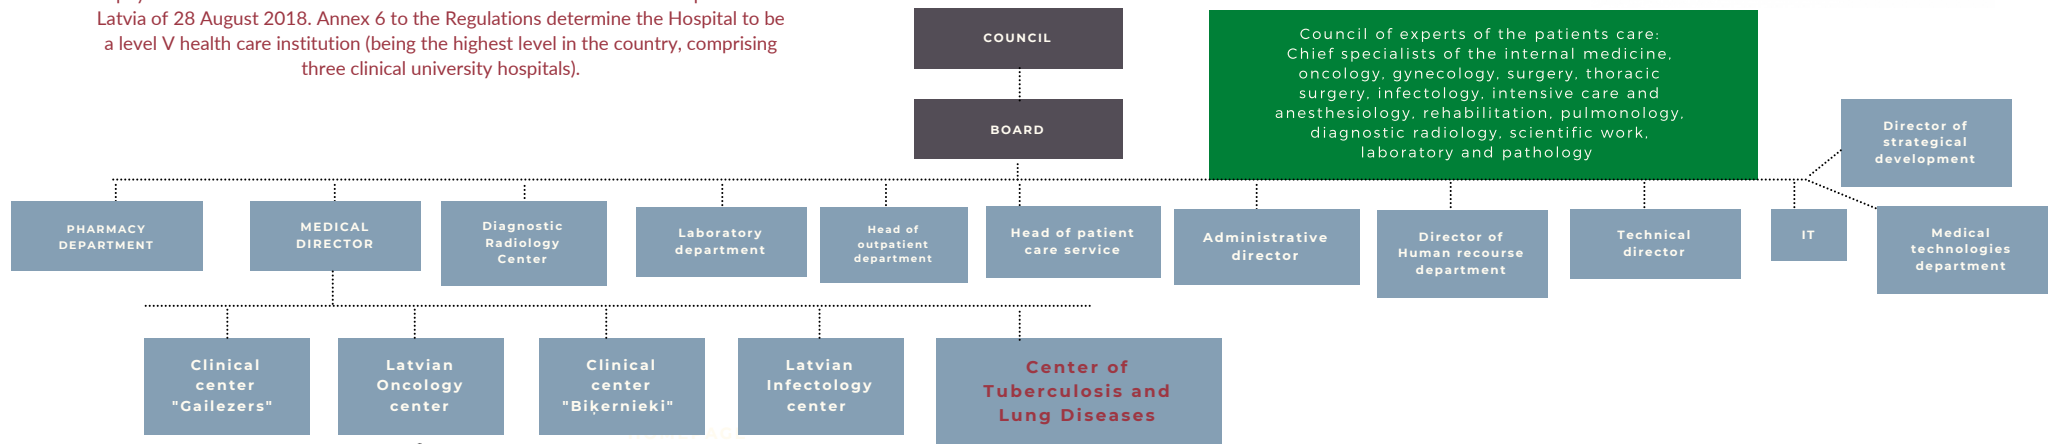 Latvia of 28 August 2018. Annex 6 to the Regulations determine the Hospital to be
a level V health care institution (being the highest level in the country, comprising
three clinical university hospitals).
COUNCIL
BOARD
Council of experts of the patients care:
Chief specialists of the internal medicine,
oncology, gynecology, surgery, thoracic
surgery, infectology, intensive care and
anesthesiology, rehabilitation, pulmonology,
diagnostic radiology, scientific work,
laboratory and pathology
Director of
strategical
development
PHARMACY
DEPARTMENT
MEDICAL
DIRECTOR
Diagnostic
Radiology
Center
Laboratory
department
Head of
outpatient
department
Head of patient
care service
Administrative
director
Director of
Human recourse
department
Technical
director
IT
Medical
technologies
department
Clinical
center
"Gailezers"
Latvian
Oncology
center
Clinical
center
"Biķernieki"
Latvian
Infectology
center
Center of
Tuberculosis and
Lung Diseases